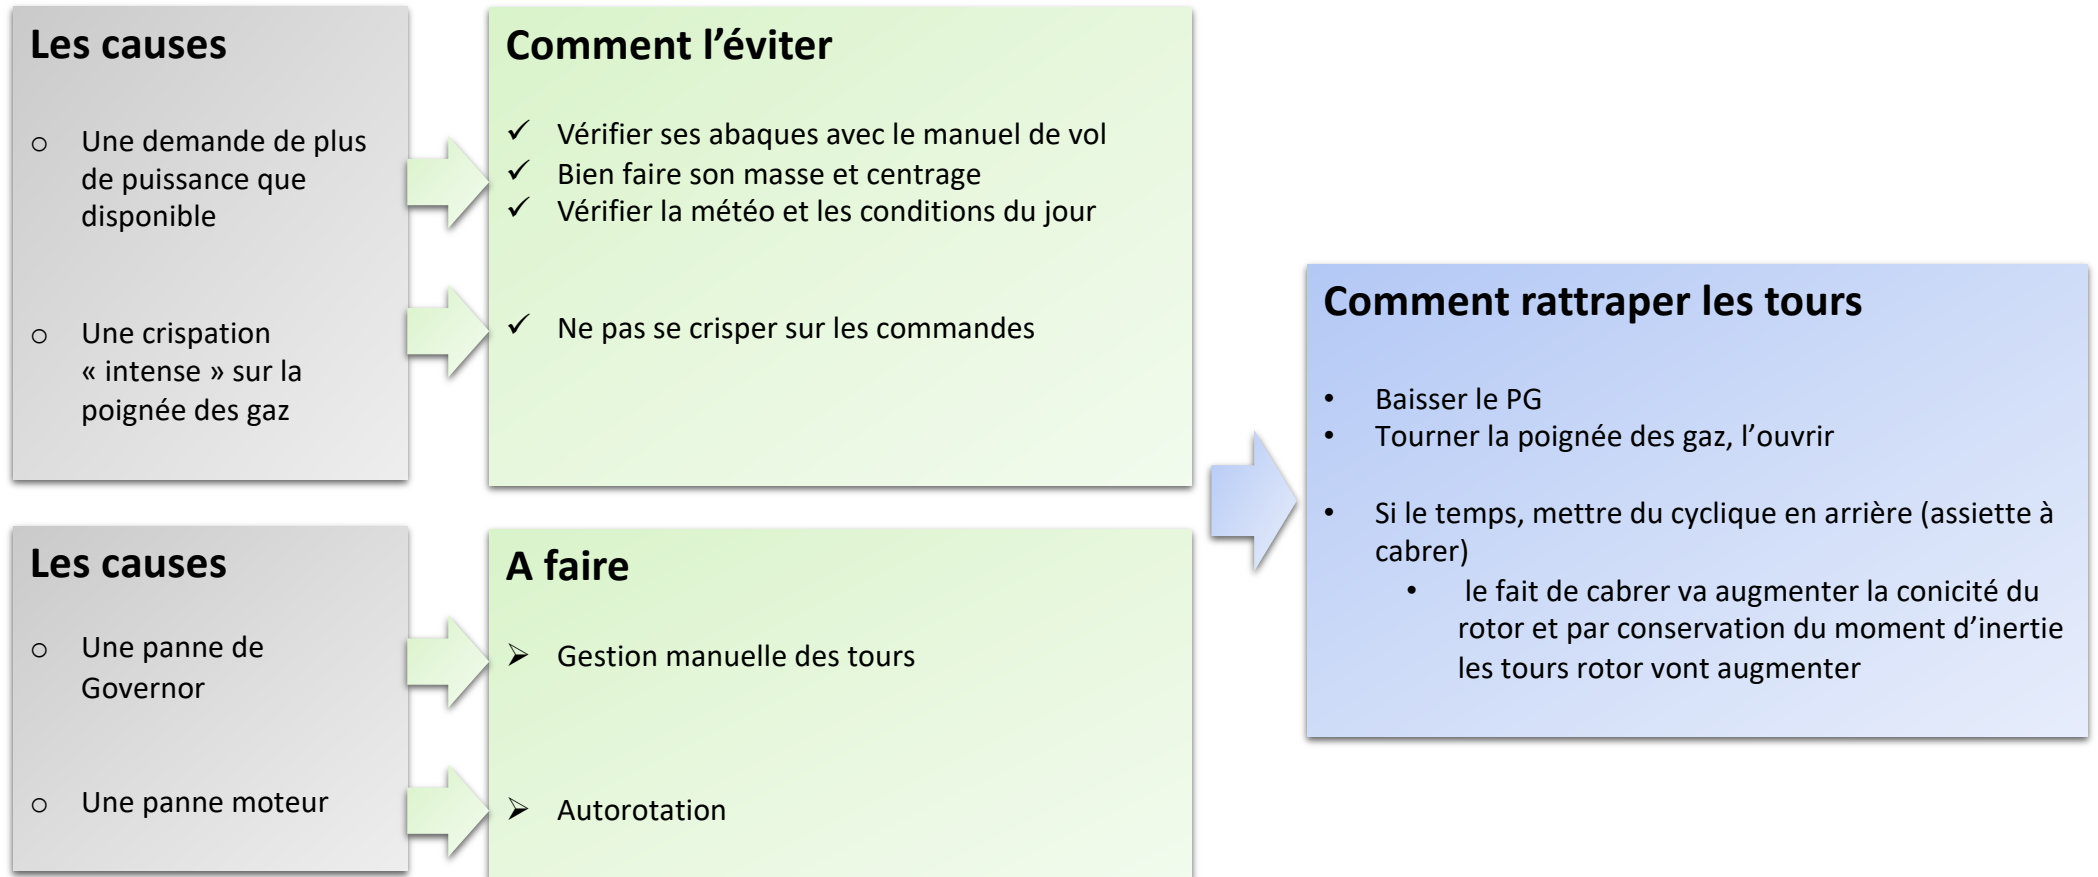 Les causes
o Une demande de plus
de puissance que
disponible
o Une crispation
« intense » sur la
poignée des gaz
Comment l’éviter
✓ Vérifier ses abaques avec le manuel de vol
✓ Bien faire son masse et centrage
✓ Vérifier la météo et les conditions du jour
✓ Ne pas se crisper sur les commandes
Les causes
o Une panne de
Governor
o Une panne moteur
A faire
➢ Gestion manuelle des tours
➢ Autorotation
Comment rattraper les tours
• Baisser le PG
• Tourner la poignée des gaz, l’ouvrir
• Si le temps, mettre du cyclique en arrière (assiette à
cabrer)
• le fait de cabrer va augmenter la conicité du
rotor et par conservation du moment d’inertie
les tours rotor vont augmenter